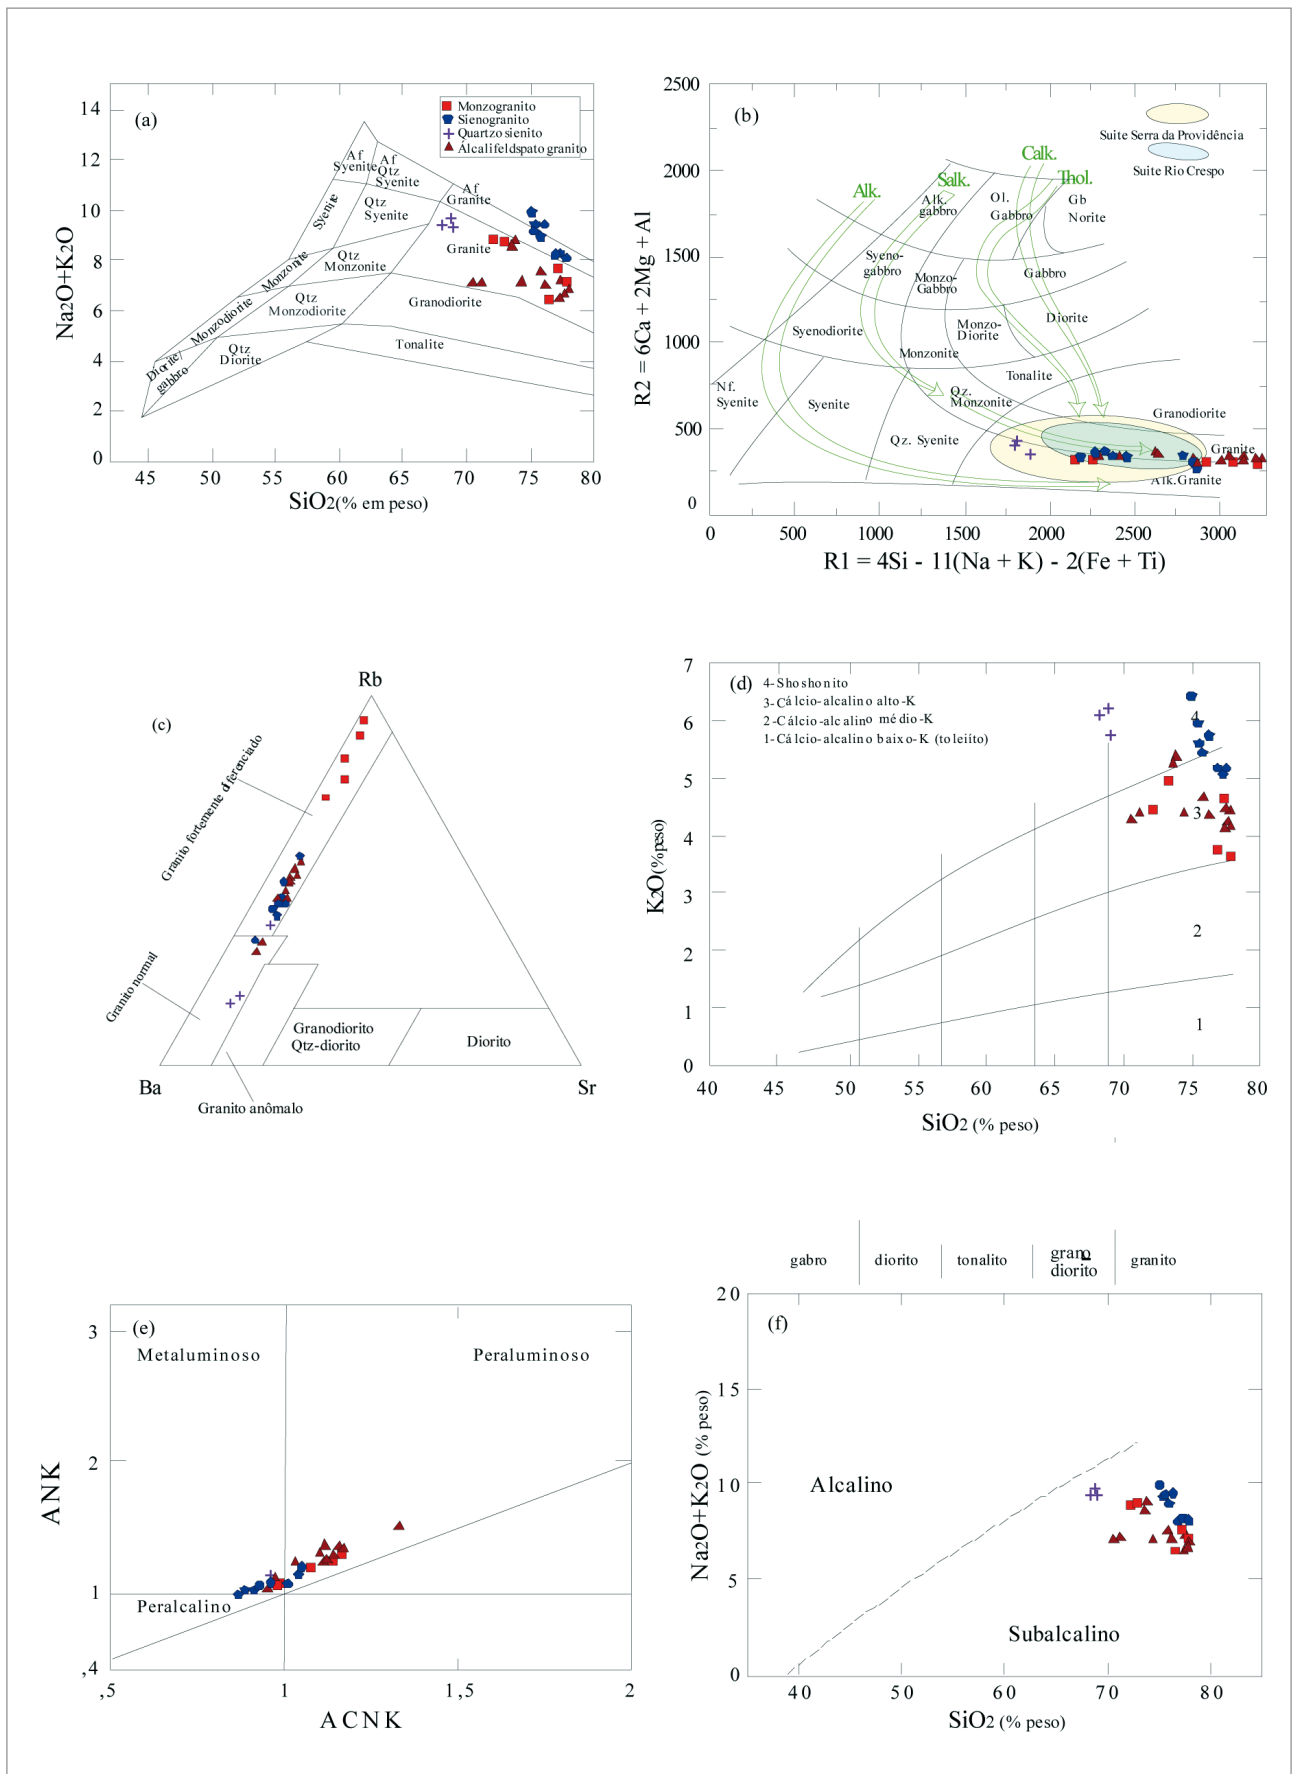 (a)
Monzogranito
Sienogranito
Quartzo sienito
Álcalifeldspato granito
14
12
10
8
6
4
2
0
Na2O+K2O
Af
Syenite
Af
Qtz
Syenite
Af
Granite
Syenite
Qtz
Syenite
Granite
Monzonite
Qtz
Monzonite
Monzodiorite
Qtz
Monzodiorite
Granodiorite
Diorite,
gabbro
Qtz
Diorite
Tonalite
45
50
55
60
65
70
75
80
SiO2(% em peso)
(b)
Suite Serra da Providência
Suite Rio Crespo
2500
2000
1500
1000
500
0
R2 = 6Ca + 2Mg + Al
Alk.
Salk.
Calk.
Thol.
Alk.
gabbro
Ol.
Gabbro
Gb
Norite
Syeno-
gabbro
Monzo-
Gabbro
Gabbro
Syenodiorite
Monzo-
Diorite
Diorite
Monzonite
Tonalite
Nf.
Syenite
Syenite
Qz.
Monzonite
Granodiorite
Qz. Syenite
Granite
Alk.Granite
0
500
1000
1500
2000
2500
3000
R1 = 4Si - 11(Na + K) - 2(Fe + Ti)
(c)
Rb
Granito fortemente diferenciado
Granito normal
Granodiorito
Qtz-diorito
Diorito
Ba
Sr
Granito anômalo
(d)
4-Shoshonito
3-Cálcio-alcalino alto-K
2-Cálcio-alcalino médio-K
1-Cálcio-alcalino baixo-K (toleiíto)
7
6
5
4
3
2
1
0
K2O(%peso)
4
3
2
1
40
45
50
55
60
65
70
75
80
SiO2 (% peso)
gabro
diorito
tonalito
grano
diorito
granito
(e)
Metaluminoso
Peraluminoso
Peralcalino
3
2
1
,4
ANK
,5
1
1,5
2
ACNK
(f)
20
15
10
5
0
Na2O+K2O (% peso)
Alcalino
Subalcalino
40
50
60
70
80
SiO2 (% peso)